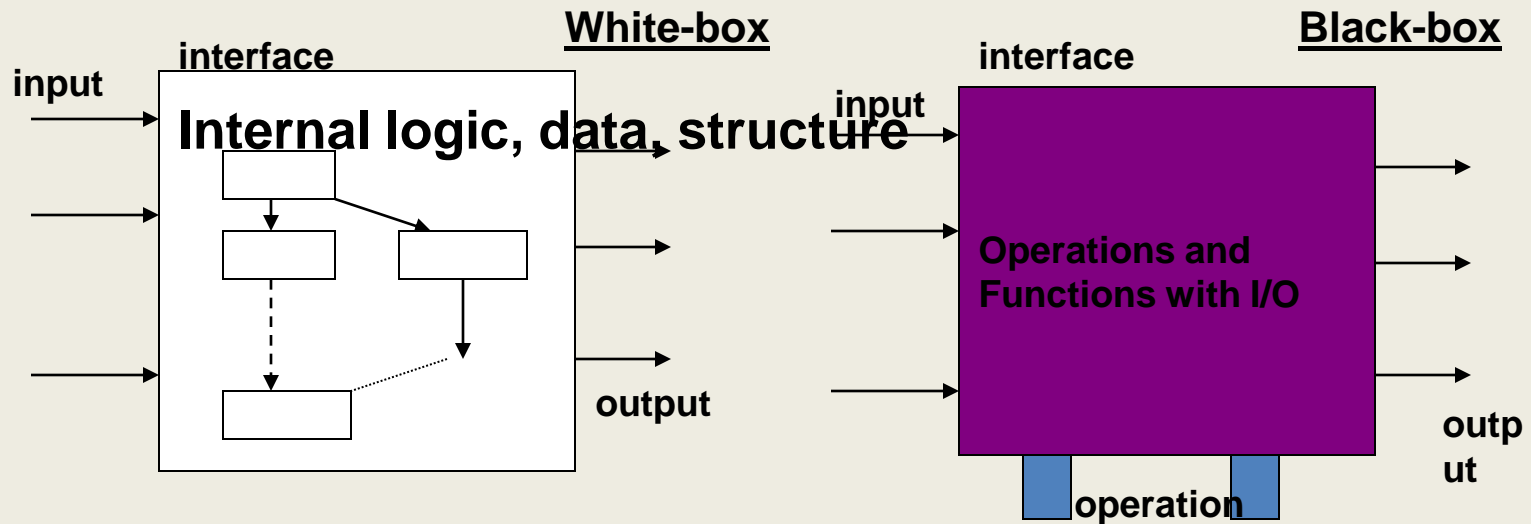 White-box
interface
input
Internal logic, data, structure
output
Black-box
interface
input
Operations and
Functions with I/O
outp
ut
operation